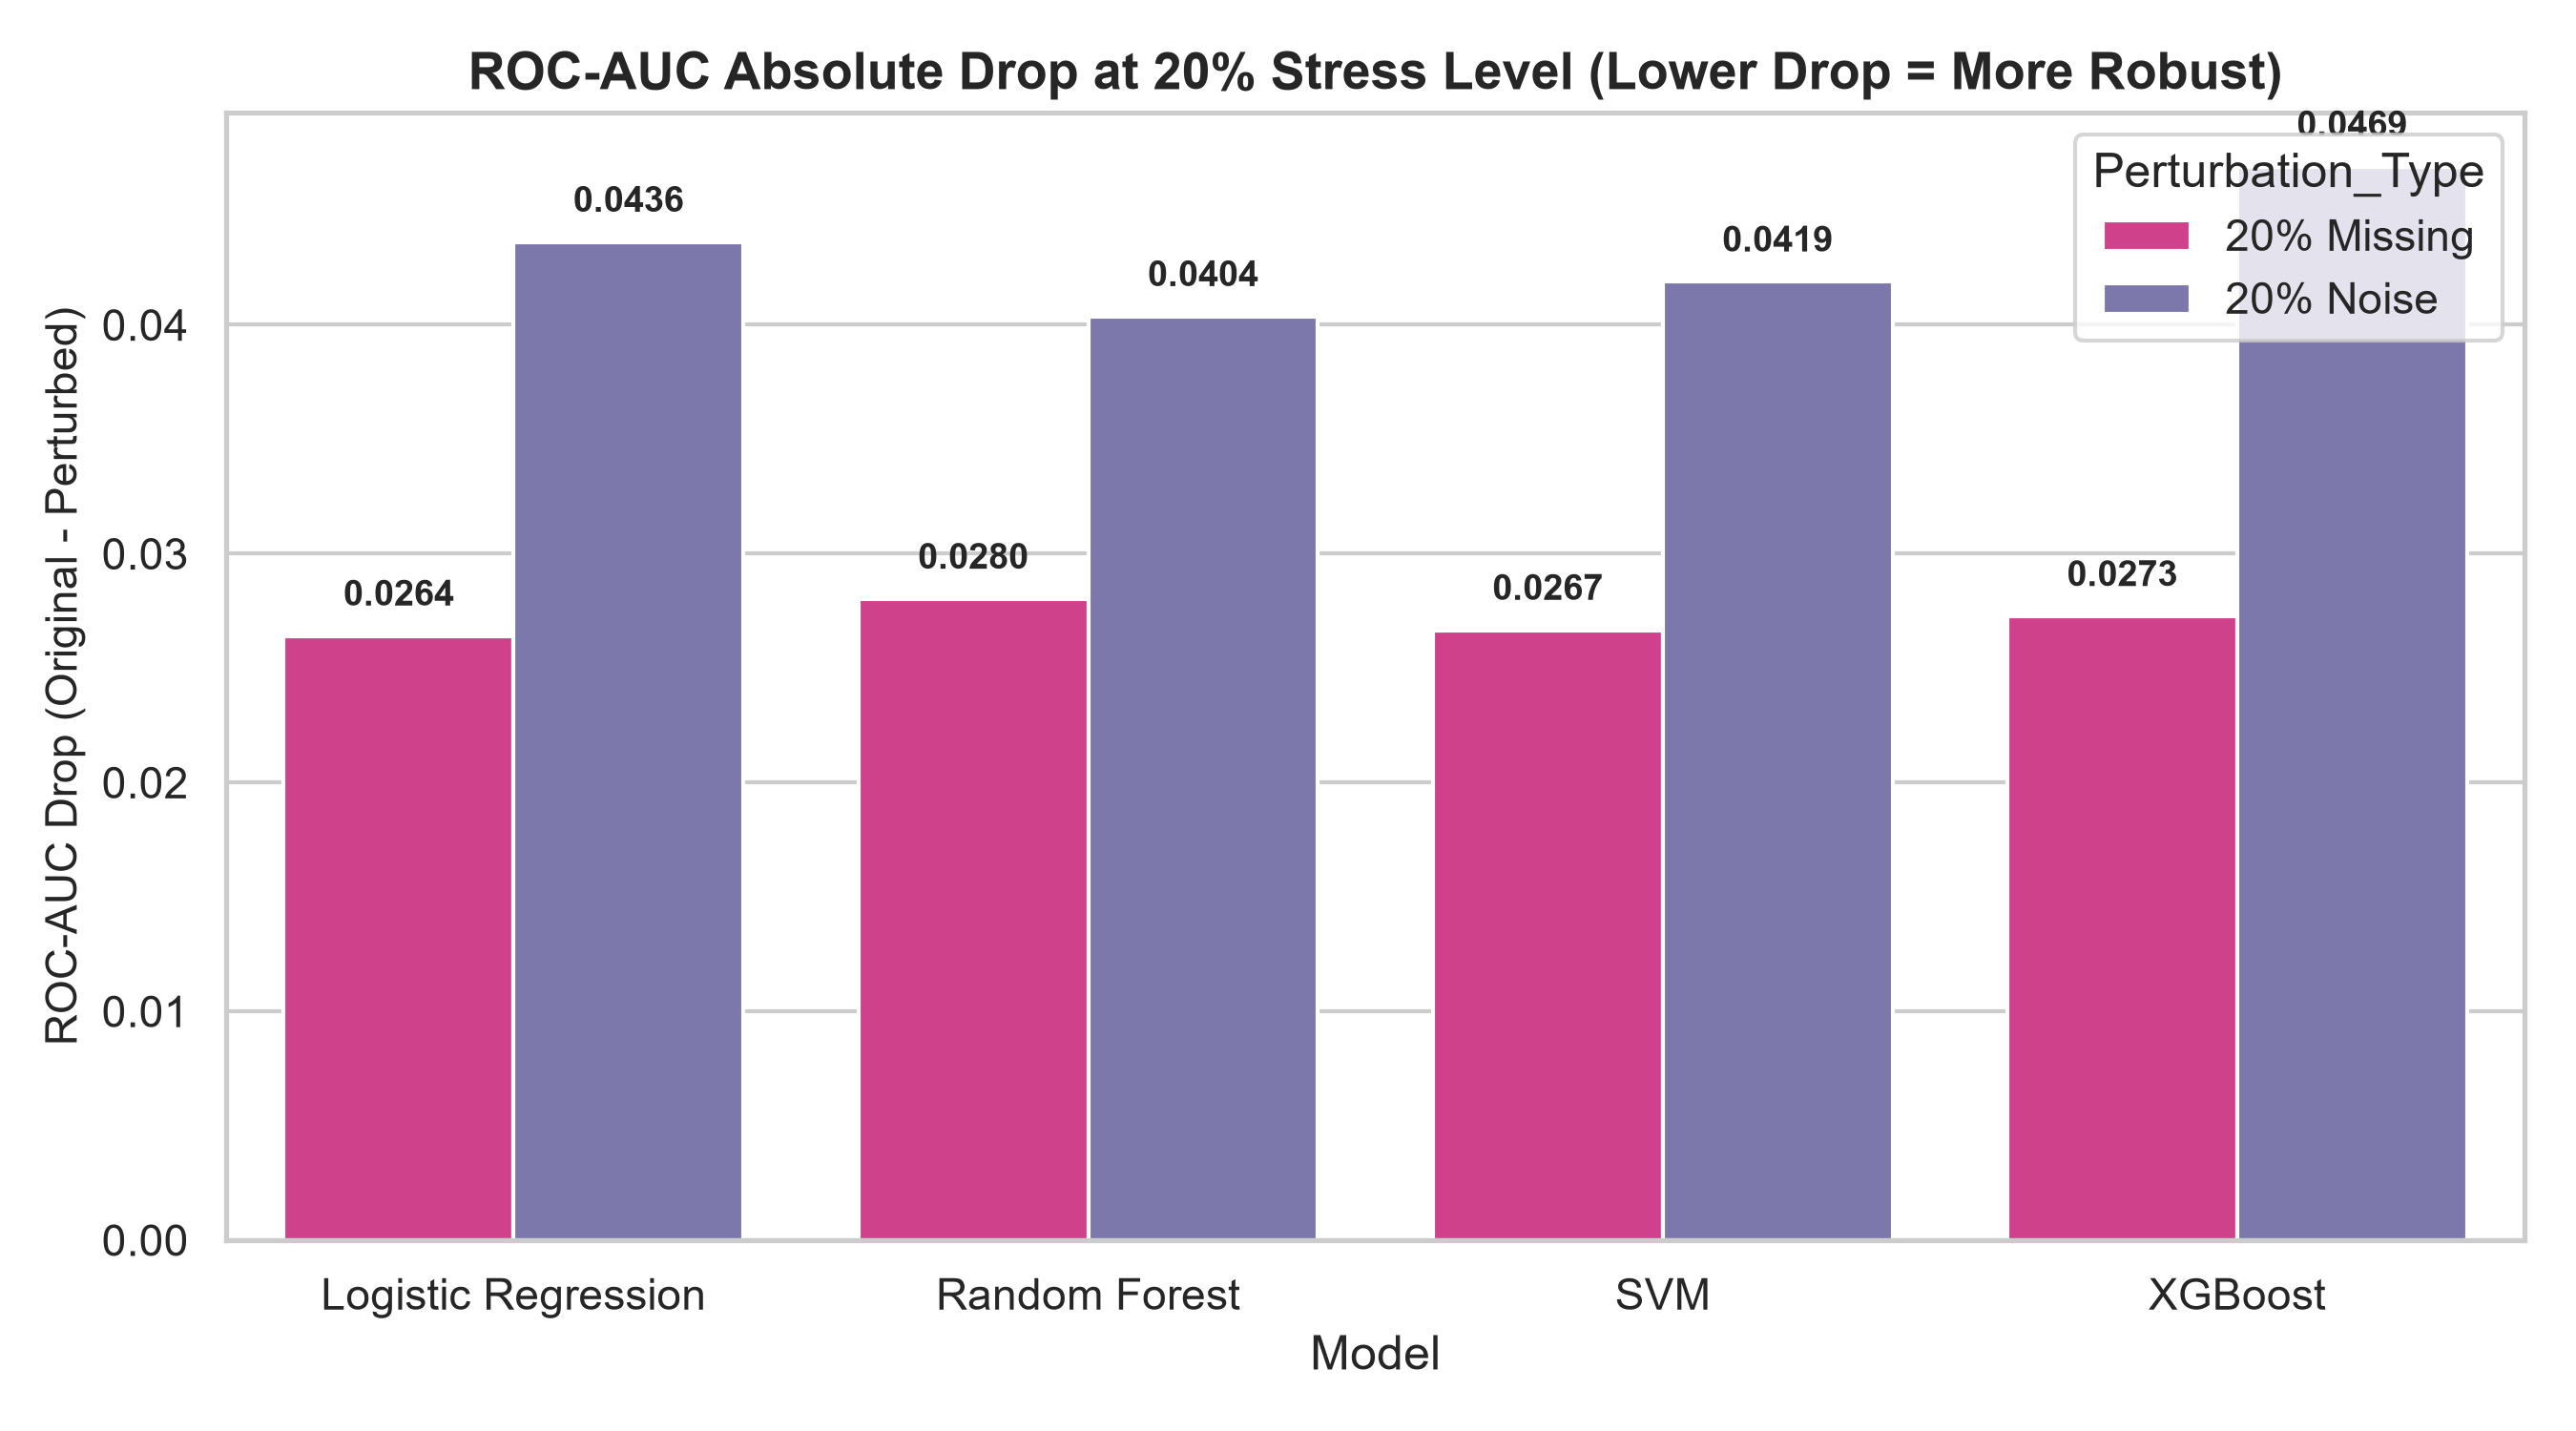 ROC-AUC Absolute Drop at 20% Stress Level (Lower Drop = More Robust)
ROC-AUC Drop (Original - Perturbed)
0.04
0.03
0.02
0.01
0.00
0.0264
0.0436
0.0280
0.0404
0.0267
0.0419
0.0273
0.0469
Perturbation_Type
20% Missing
20% Noise
Logistic Regression
Random Forest
SVM
XGBoost
Model